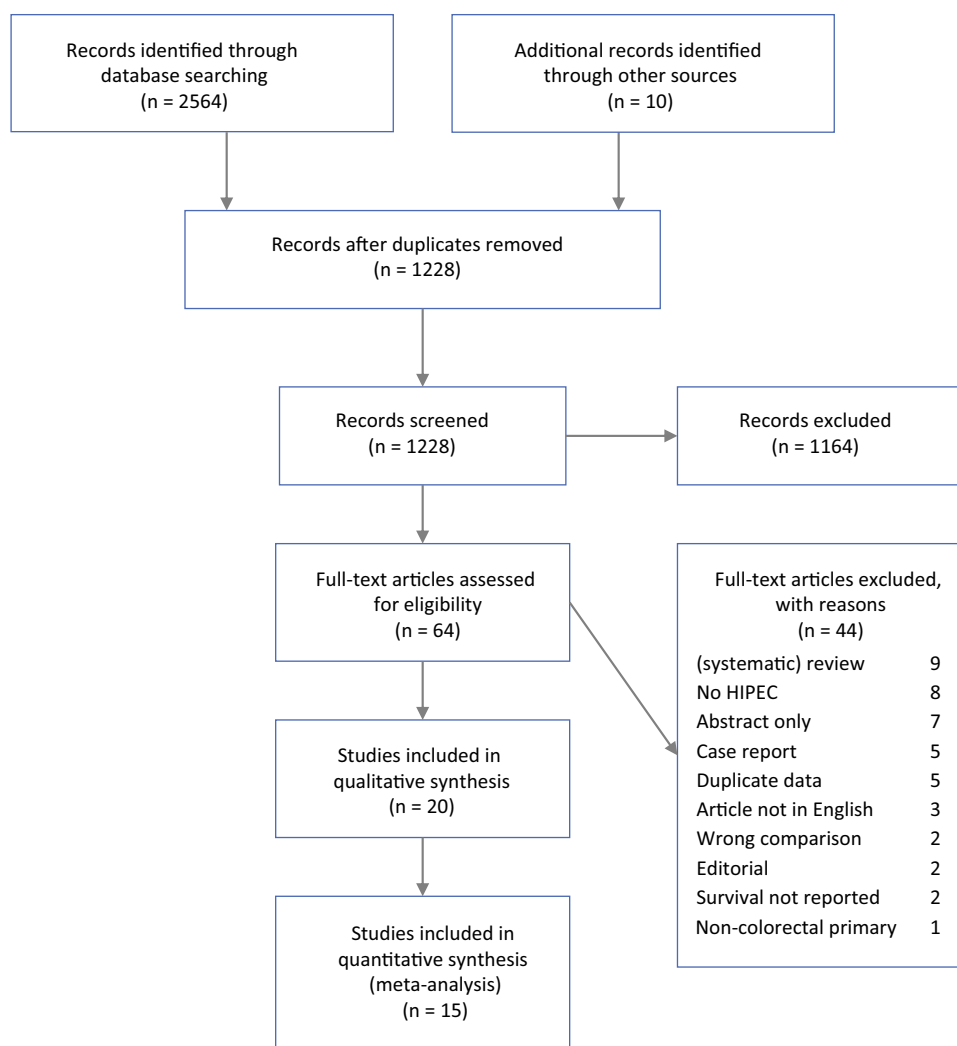 Records identified through
database searching
(n = 2564)
Additional records identified
through other sources
(n = 10)
Records after duplicates removed
(n = 1228)
Records screened
(n = 1228)
Records excluded
(n = 1164)
Full-text articles assessed
for eligibility
(n = 64)
Full-text articles excluded,
with reasons
(n = 44)
(systematic) review 9
No HIPEC 8
Abstract only 7
Case report 5
Duplicate data 5
Article not in English 3
Wrong comparison 2
Editorial 2
Survival not reported 2
Non-colorectal primary 1
Studies included in
qualitative synthesis
(n = 20)
Studies included in
quantitative synthesis
(meta-analysis)
(n = 15)